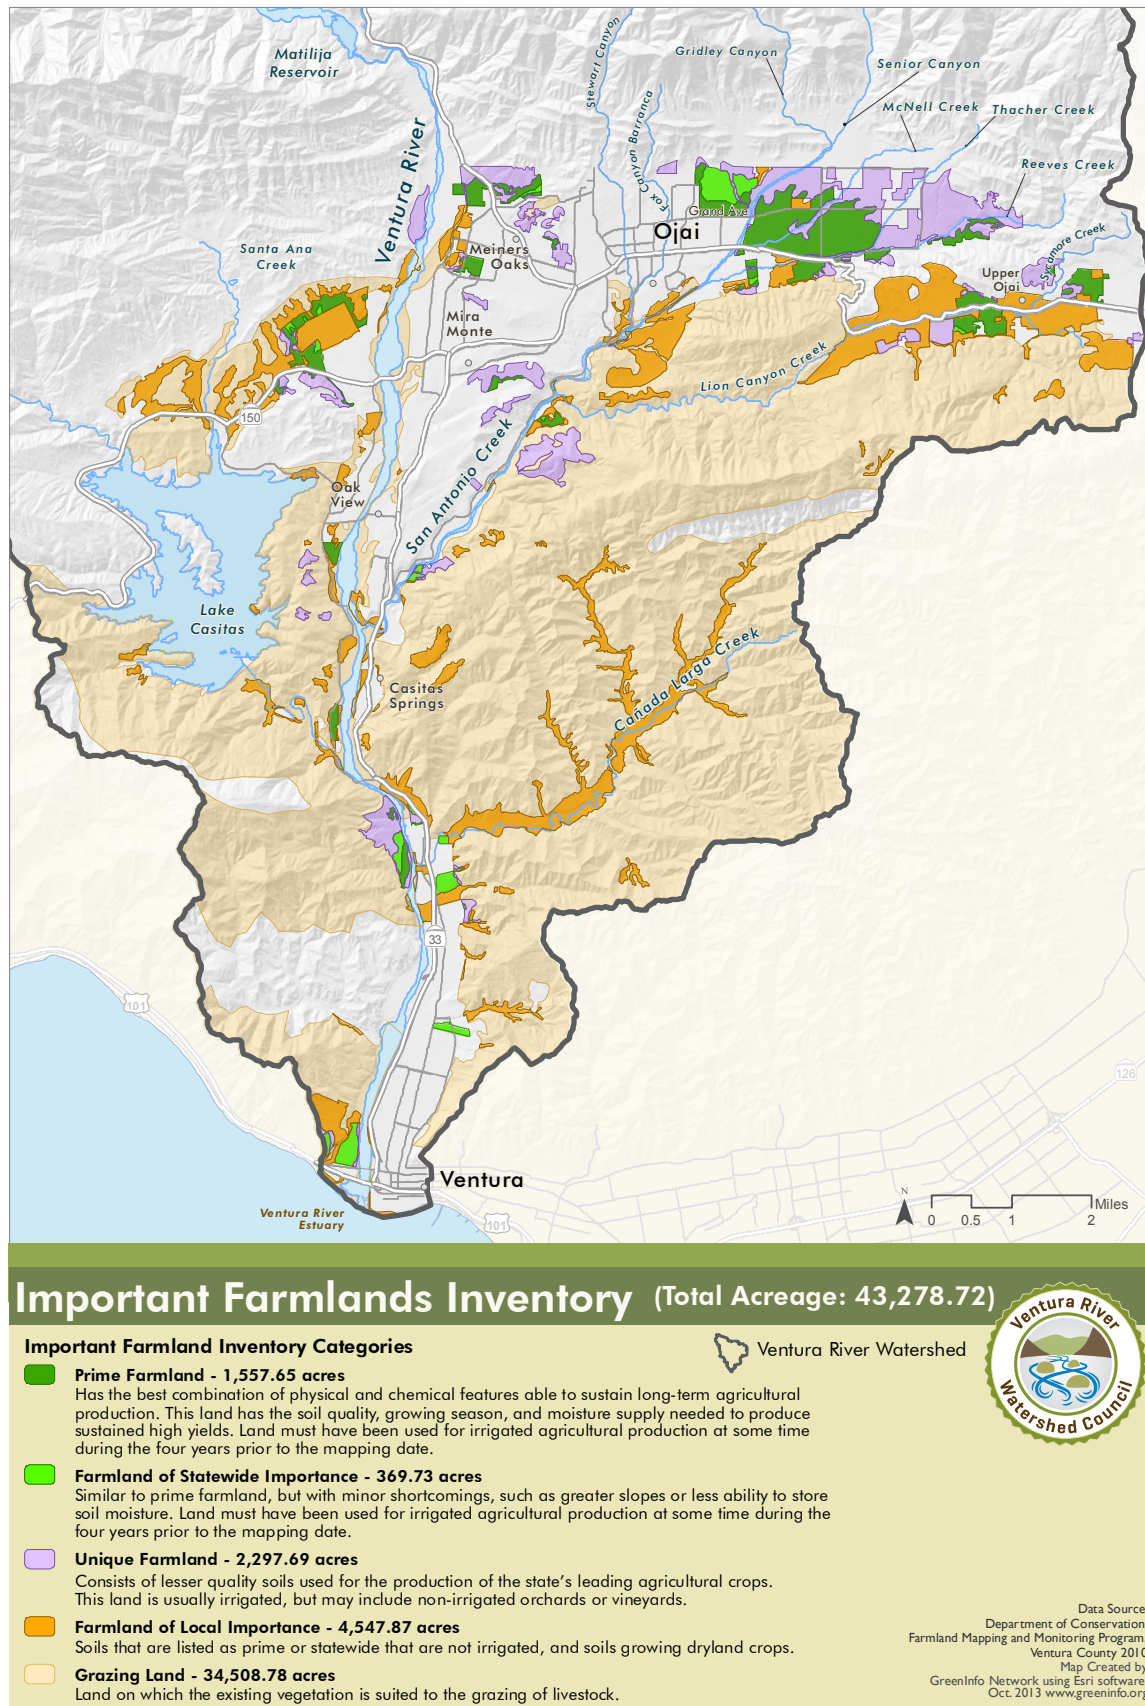 Matilija
Reservoir
Ventura River
Stewart Canyon
Fox Canyon Barranca
Gridley Canyon
Senior Canyon
McNell Creek
Thacher Creek
Reeves Creek
Santa Ana
Creek
Meiners
Oaks
Grand Ave
Ojai
Sycamore Creek
Upper
Ojai
Mira
Monte
Lion Canyon Creek
150
San Antonio Creek
Oak
View
Lake
Casitas
Casitas
Springs
Cañada Larga Creek
33
101
126
Ventura
Ventura River
Estuary
101
N
Miles
0 0.5 1 2
Important Farmlands Inventory (Total Acreage: 43,278.72)
Important Farmland Inventory Categories
Ventura River Watershed
Ventura River
Watershed Council
Prime Farmland - 1,557.65 acres
Has the best combination of physical and chemical features able to sustain long-term agricultural
production. This land has the soil quality, growing season, and moisture supply needed to produce
sustained high yields. Land must have been used for irrigated agricultural production at some time
during the four years prior to the mapping date.
Farmland of Statewide Importance - 369.73 acres
Similar to prime farmland, but with minor shortcomings, such as greater slopes or less ability to store
soil moisture. Land must have been used for irrigated agricultural production at some time during the
four years prior to the mapping date.
Unique Farmland - 2,297.69 acres
Consists of lesser quality soils used for the production of the state's leading agricultural crops.
This land is usually irrigated, but may include non-irrigated orchards or vineyards.
Farmland of Local Importance - 4,547.87 acres
Soils that are listed as prime or statewide that are not irrigated, and soils growing dryland crops.
Grazing Land - 34,508.78 acres
Land on which the existing vegetation is suited to the grazing of livestock.
Data Source
Department of Conservation
Farmland Mapping and Monitoring Program
Ventura County 2010
Map Created by
GreenInfo Network using Esri software
Oct. 2013 www.greeninfo.org